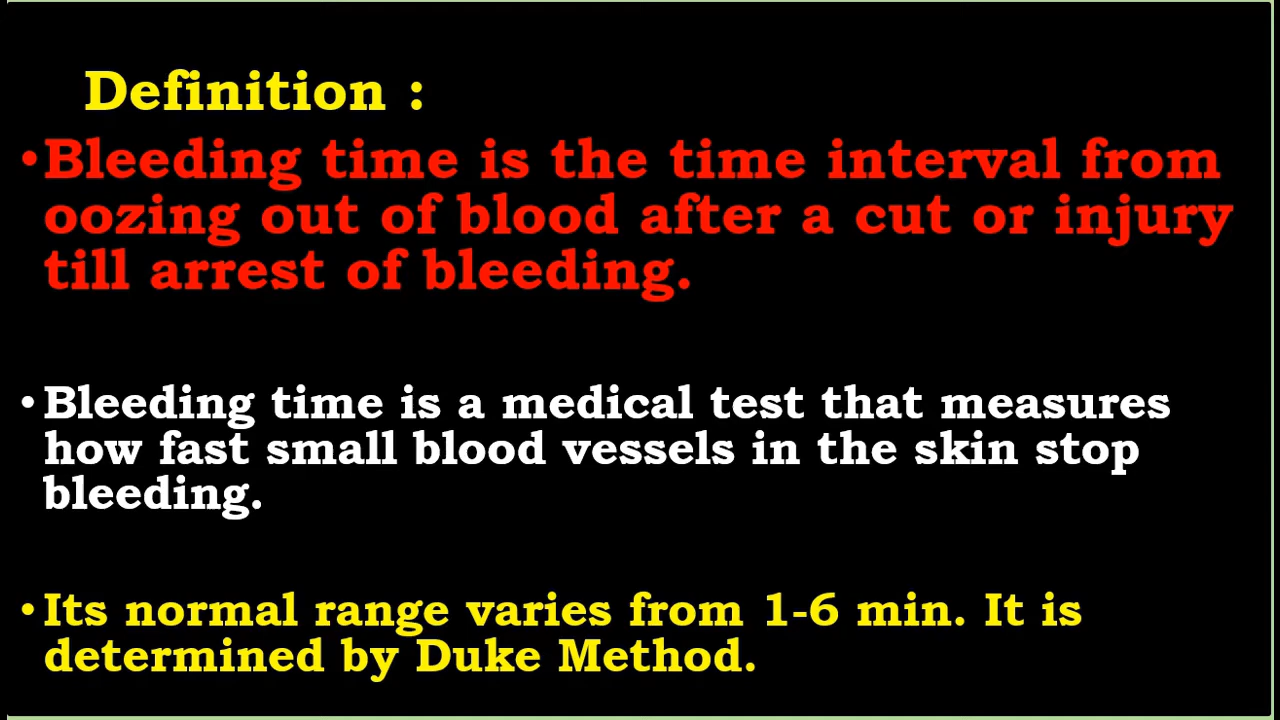 Definition :
•Bleeding time is the time interval from
oozing out of blood after a cut or injury
till arrest of bleeding.
•Bleeding time is a medical test that measures
how fast small blood vessels in the skin stop
bleeding.
•Its normal range varies from 1-6 min. It is
determined by Duke Method.